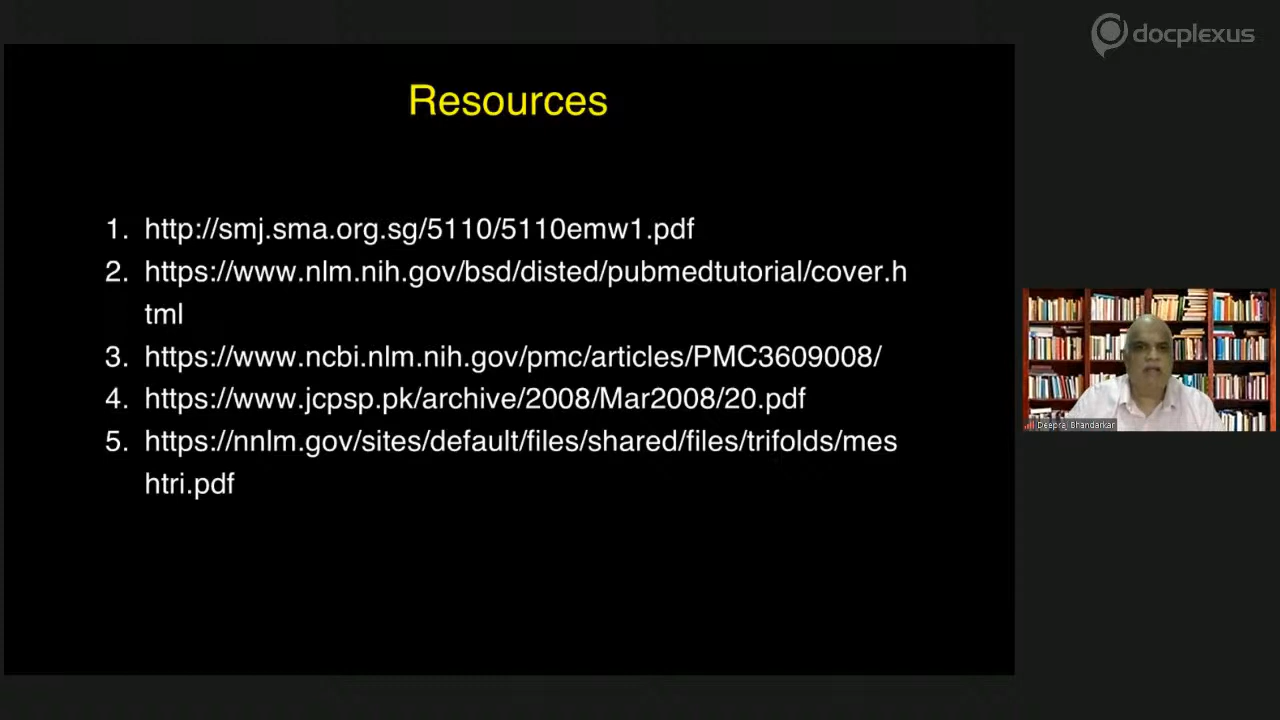 docplexus
Resources
1. http://smj.sma.org.sg/5110/5110emw1.pdf
2. https://www.nlm.nih.gov/bsd/disted/pubmedtutorial/cover.h
tml
3. https://www.ncbi.nlm.nih.gov/pmc/articles/PMC3609008/
4. https://www.jcpsp.pk/archive/2008/Mar2008/20.pdf
5. https://nnlm.gov/sites/default/files/shared/files/trifolds/mes
htri.pdf
Deepraj Bhandarkar